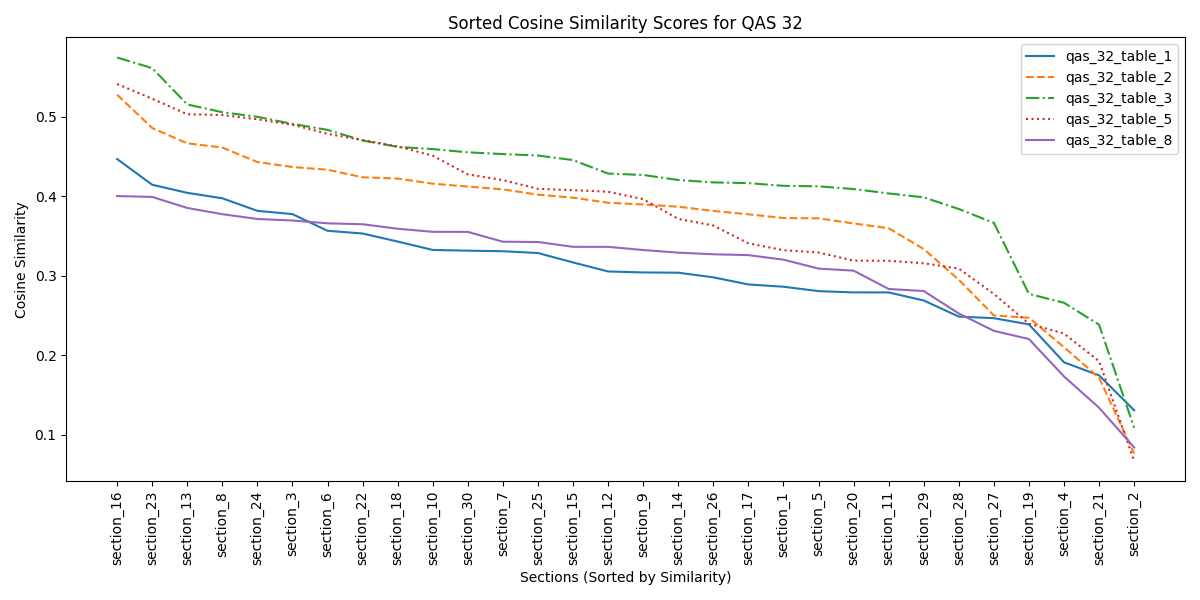 Sorted Cosine Similarity Scores for QAS 32
qas_32_table_1
qas_32_table_2
qas_32_table_3
qas_32_table_5
qas_32_table_8
Cosine Similarity
0.5
0.4
0.3
0.2
0.1
section_16
section_23
section_13
section_8
section_24
section_3
section_6
section_22
section_18
section_10
section_30
section_7
section_25
section_15
section_12
section_9
section_14
section_26
section_17
section_1
section_5
section_20
section_11
section_29
section_28
section_27
section_19
section_4
section_21
section_2
Sections (Sorted by Similarity)